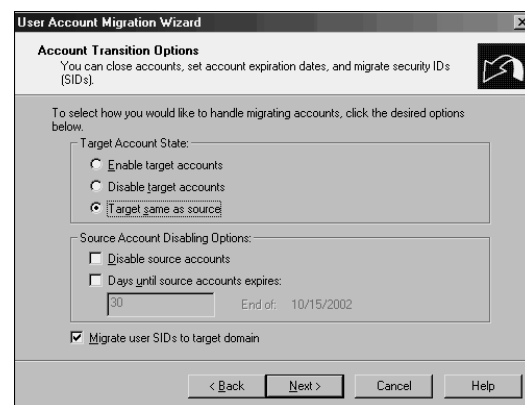 User Account Migration Wizard
Account Transition Options
You can close accounts, set account expiration dates, and migrate security IDs
(SIDs).
To select how you would like to handle migrating accounts, click the desired options
below.
Target Account State:
Enable target accounts
Disable target accounts
Target same as source
Source Account Disabling Options:
Disable source accounts
Days until source accounts expires:
30 End of: 10/15/2002
Migrate user SIDs to target domain
< Back Next > Cancel Help